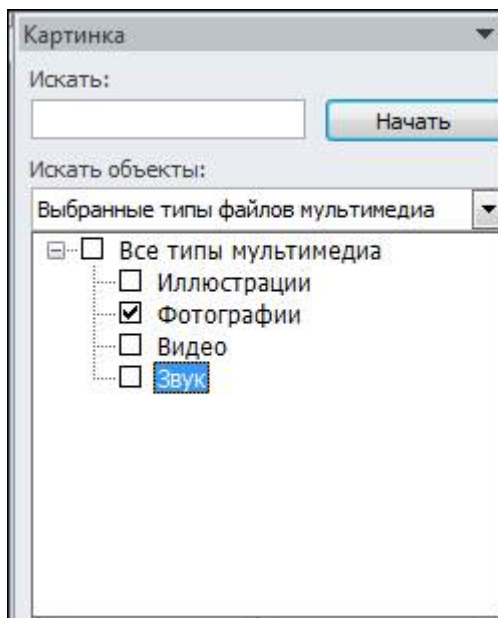 Картинка
Искать:
Начать
Искать объекты:
Выбранные типы файлов мультимедиа
Все типы мультимедиа
Иллюстрации
Фотографии
Видео
Звук